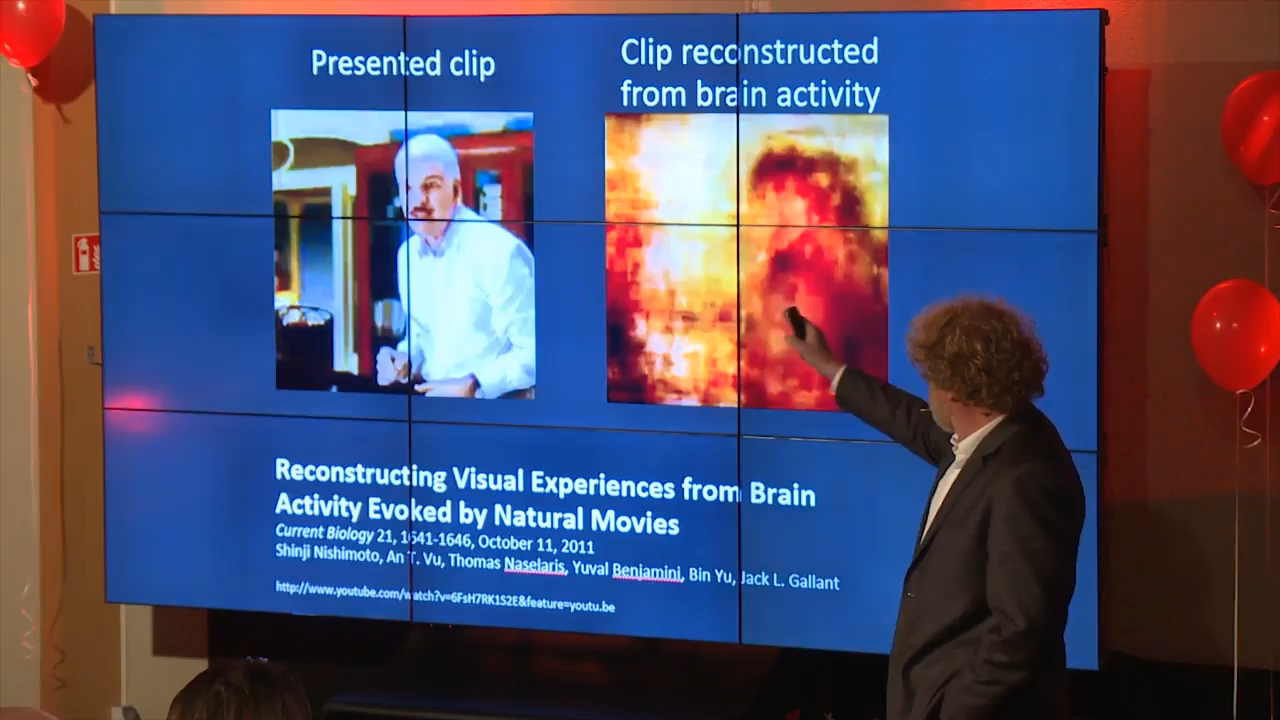 Presented clip
Clip reconstructed
from brain activity
Reconstructing Visual Experiences from Brain
Activity Evoked by Natural Movies
Current Biology 21, 1641-1646, October 11, 2011
Shinji Nishimoto, An T. Vu, Thomas Naselaris, Yuval Benjamini, Bin Yu, Jack L. Gallant
http://www.youtube.com/watch?v=6FsH7RK1S2E&feature=youtu.be